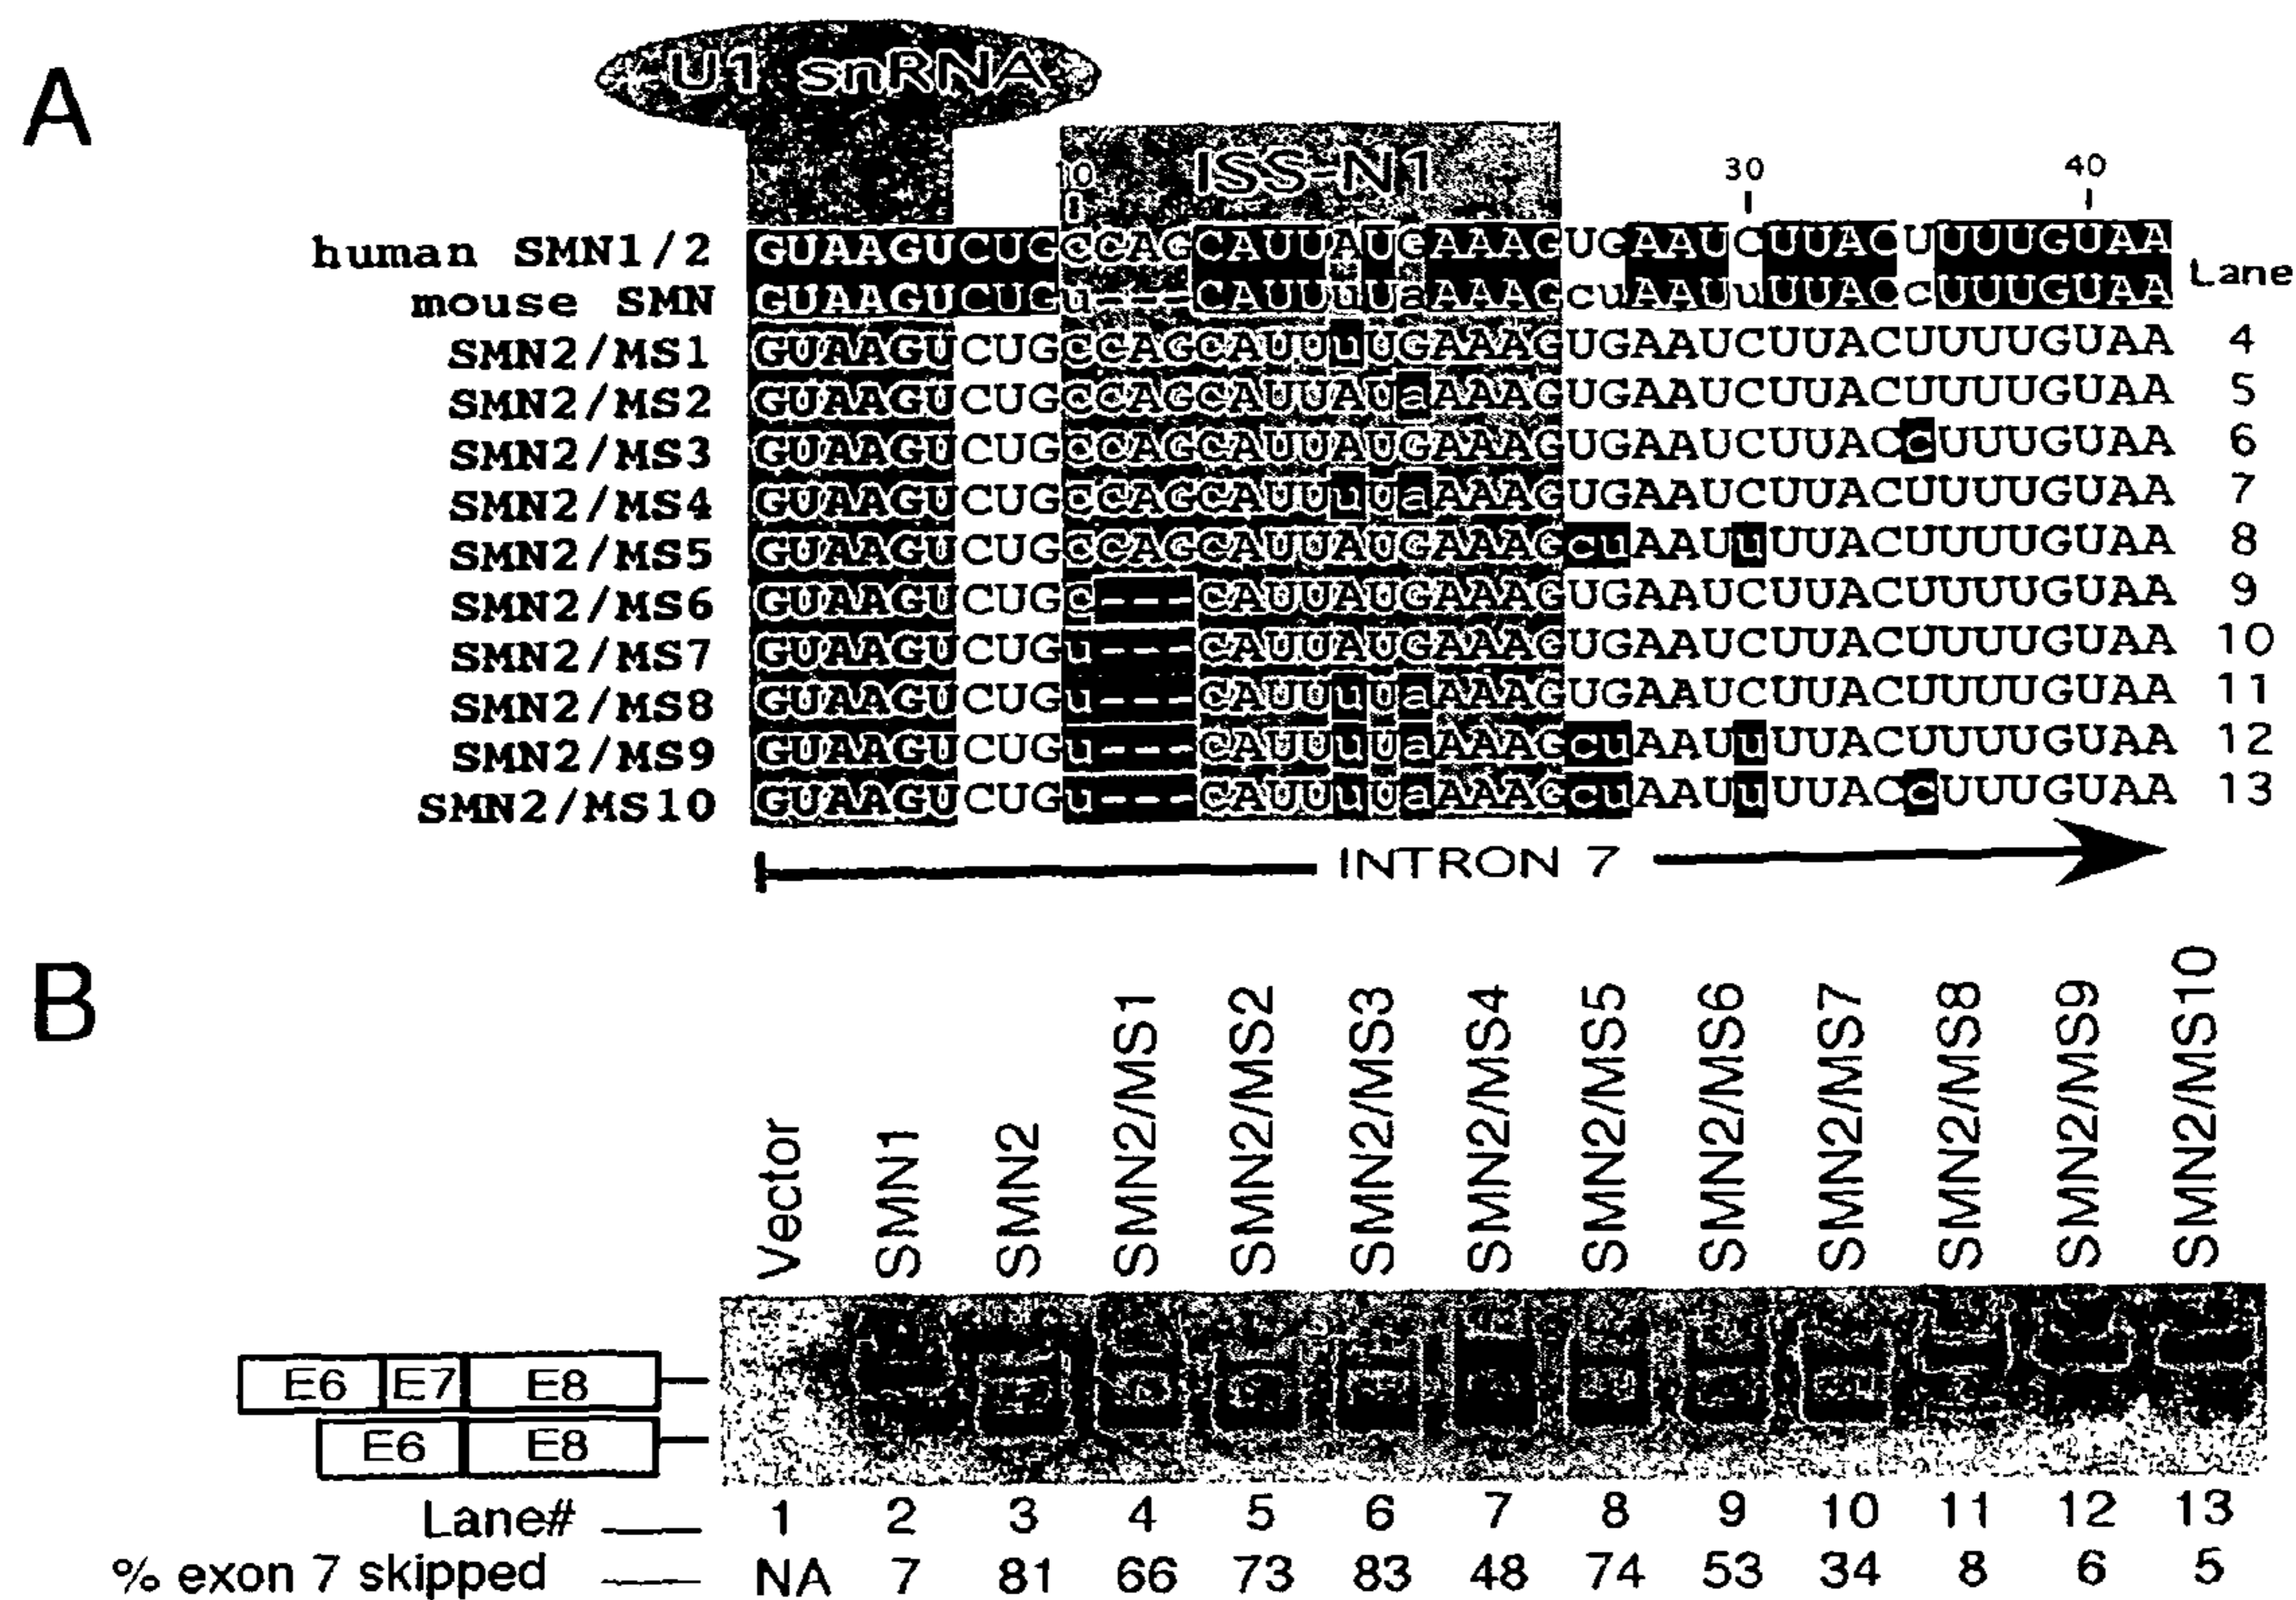 A
U1 snRNA
ISS-N1
10
30
40
human SMN1/2 GUAAGUCUGCCAGCAUUAUGAAAGUGAAUCUUACUUUUGUAA
mouse SMN GUAAGUCUGu---CAUUuUaAAAGcuAAUuUUACcUUUGUAA
Lane
SMN2/MS1 GUAAGUCUGCCAGCAUUuUGAAAGUGAAUCUUACUUUUGUAA 4
SMN2/MS2 GUAAGUCUGCCAGCAUUAUaAAAGUGAAUCUUACUUUUGUAA 5
SMN2/MS3 GUAAGUCUGCCAGCAUUAUGAAAGUGAAUCUUACcUUUGUAA 6
SMN2/MS4 GUAAGUCUGCCAGCAUUuUaAAAGUGAAUCUUACUUUUGUAA 7
SMN2/MS5 GUAAGUCUGCCAGCAUUAUGAAAGcuAAUuUUACUUUUGUAA 8
SMN2/MS6 GUAAGUCUGC---CAUUAUGAAAGUGAAUCUUACUUUUGUAA 9
SMN2/MS7 GUAAGUCUGu---CAUUAUGAAAGUGAAUCUUACUUUUGUAA 10
SMN2/MS8 GUAAGUCUGu---CAUUuUaAAAGUGAAUCUUACUUUUGUAA 11
SMN2/MS9 GUAAGUCUGu---CAUUuUaAAAGcuAAUuUUACUUUUGUAA 12
SMN2/MS10 GUAAGUCUGu---CAUUuUaAAAGcuAAUuUUACcUUUGUAA 13
INTRON 7
B
Vector
SMN1
SMN2
SMN2/MS1
SMN2/MS2
SMN2/MS3
SMN2/MS4
SMN2/MS5
SMN2/MS6
SMN2/MS7
SMN2/MS8
SMN2/MS9
SMN2/MS10
E6 E7 E8
E6 E8
Lane# 1 2 3 4 5 6 7 8 9 10 11 12 13
% exon 7 skipped NA 7 81 66 73 83 48 74 53 34 8 6 5